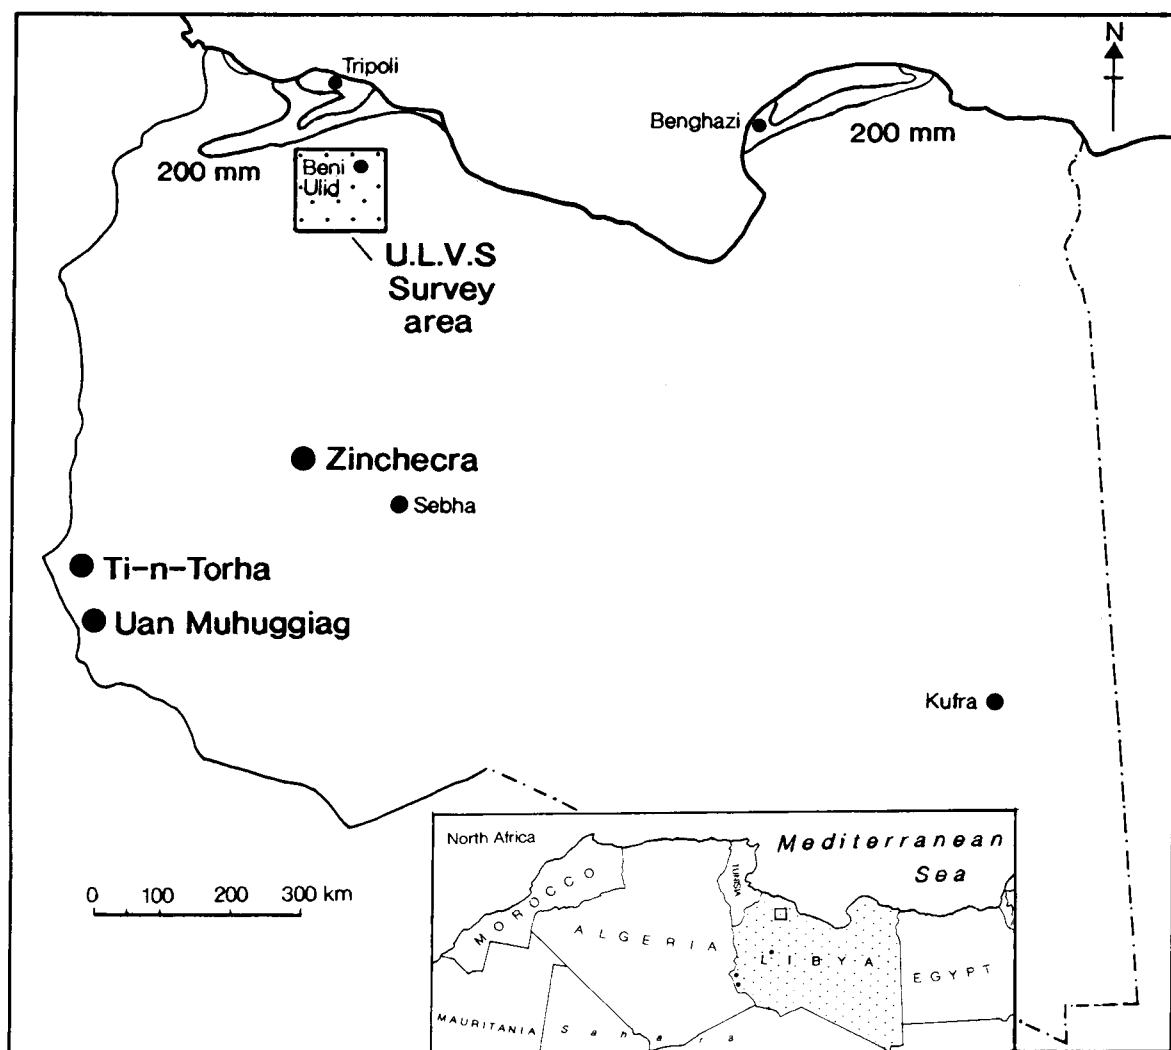 N
Tripoli
Benghazi
200 mm
200 mm
Beni
Ulid
U.L.V.S
Survey
area
Zinchecra
Sebha
Ti-n-Torha
Uan Muhuggiag
Kufra
0 100 200 300 km
North Africa
Mediterranean
Sea
TUNISIA
MOROCCO
ALGERIA
LIBYA
EGYPT
MAURITANIA
Sahara